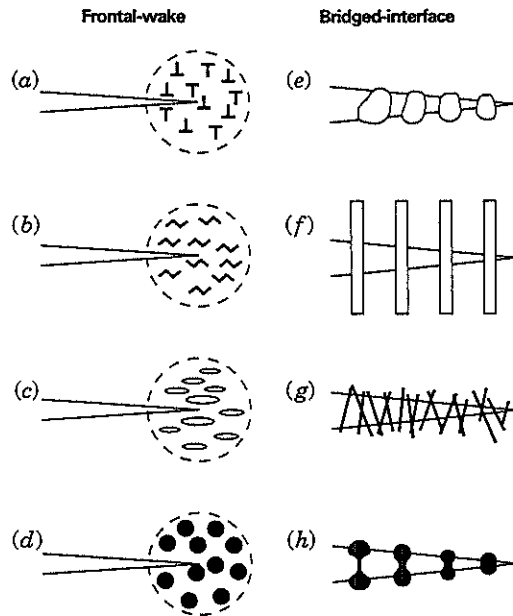 Frontal-wake Bridged-interface
(a) (e)
(b) (f)
(c) (g)
(d) (h)